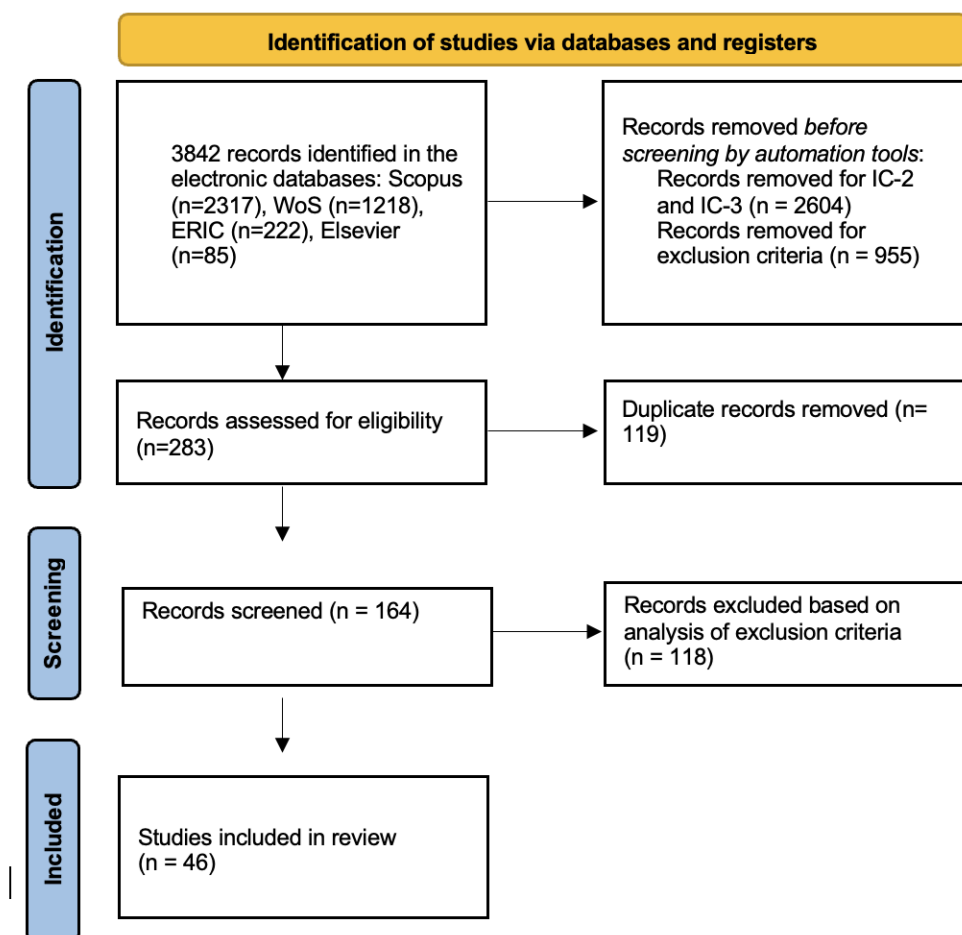 Identification of studies via databases and registers
Identification
3842 records identified in the
electronic databases: Scopus
(n=2317), WoS (n=1218),
ERIC (n=222), Elsevier
(n=85)
Records removed before
screening by automation tools:
Records removed for IC-2
and IC-3 (n = 2604)
Records removed for
exclusion criteria (n = 955)
Records assessed for eligibility
(n=283)
Duplicate records removed (n=
119)
Screening
Records screened (n = 164)
Records excluded based on
analysis of exclusion criteria
(n = 118)
Included
Studies included in review
(n = 46)